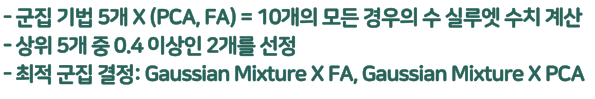 - 군집 기법 5개 X (PCA, FA) = 10개의 모든 경우의 수 실루엣 수치 계산
- 상위 5개 중 0.4 이상인 2개를 선정
- 최적 군집 결정: Gaussian Mixture X FA, Gaussian Mixture X PCA